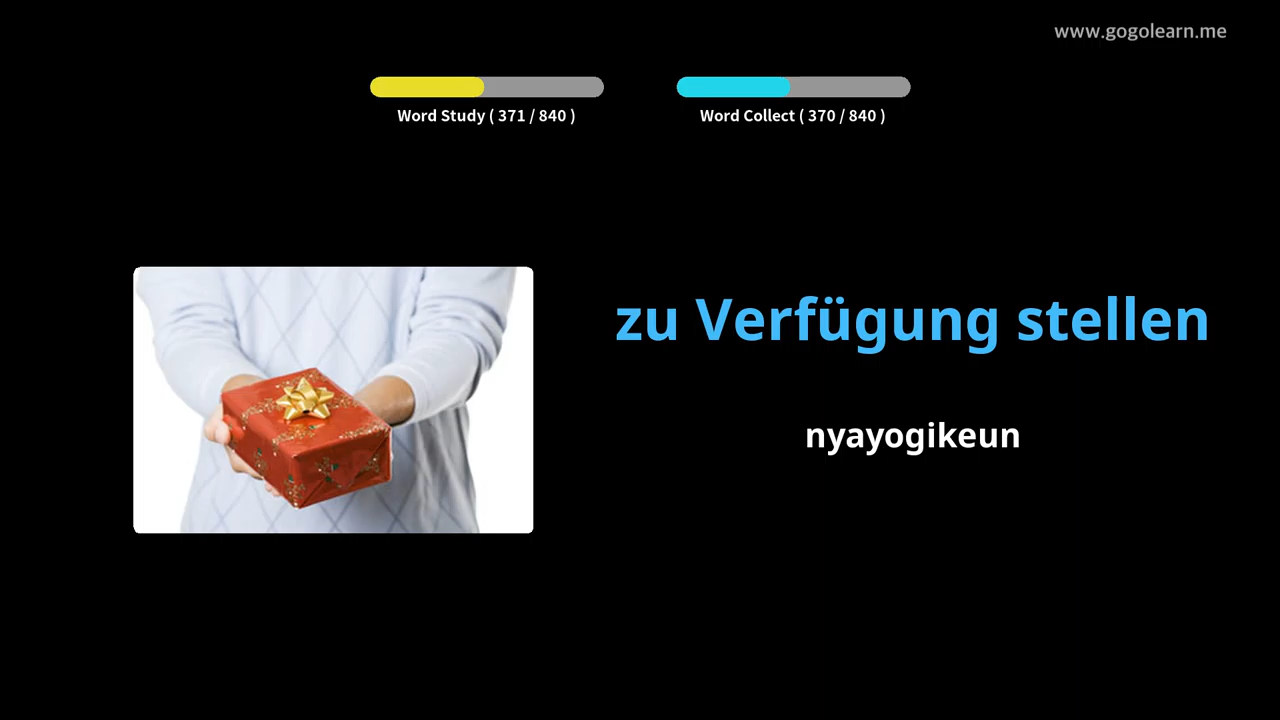 www.gogolearn.me
Word Study ( 371 / 840 )
Word Collect ( 370 / 840 )
zu Verfügung stellen
nyayogikeun